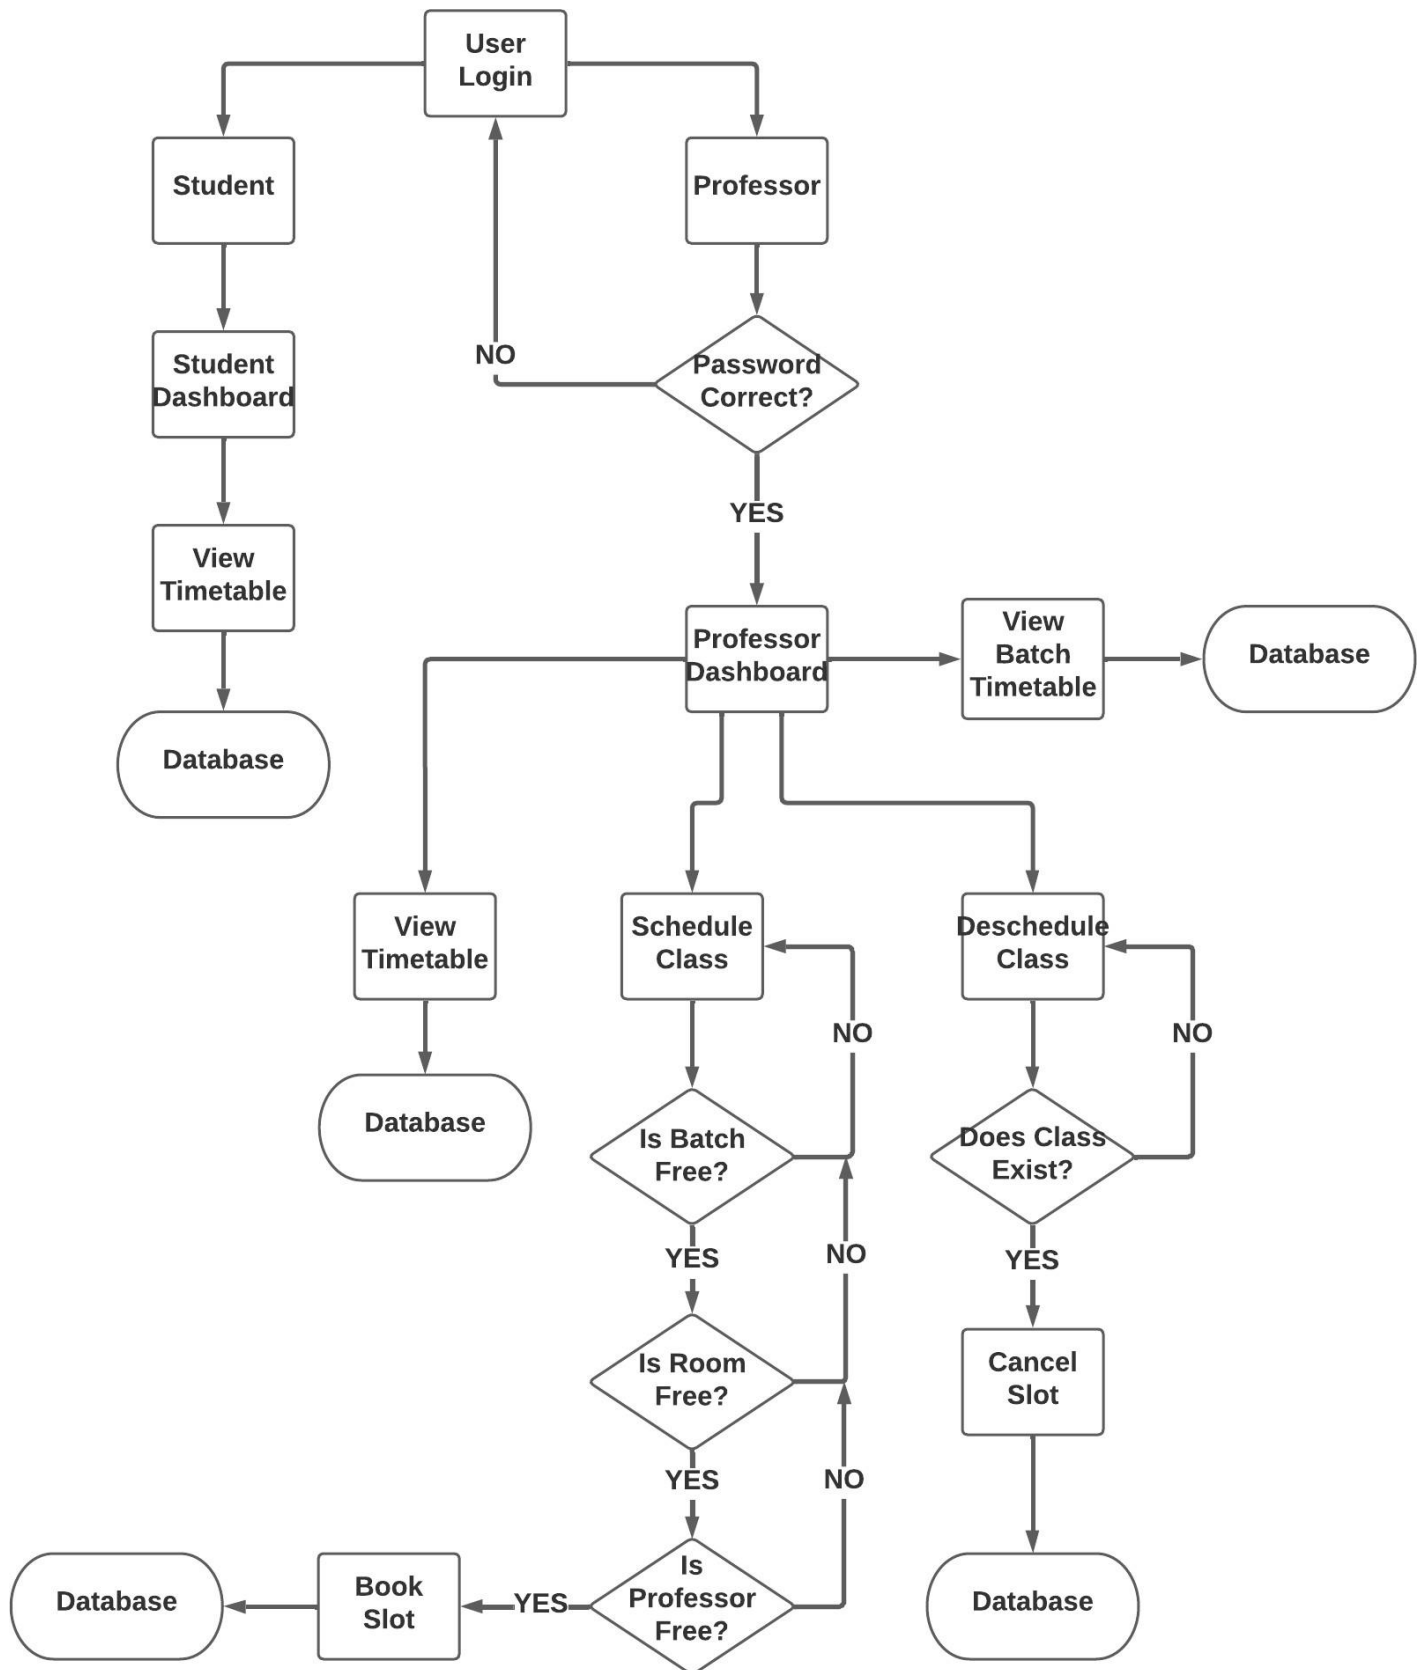 User
Login
Student
Professor
NO
Password
Correct?
Student
Dashboard
YES
View
Timetable
Professor
Dashboard
View
Batch
Timetable
Database
Database
View
Timetable
Schedule
Class
Deschedule
Class
NO
NO
Database
Is Batch
Free?
Does Class
Exist?
YES
NO
YES
Is Room
Free?
Cancel
Slot
YES
NO
Database
Book
Slot
YES
Is
Professor
Free?
Database